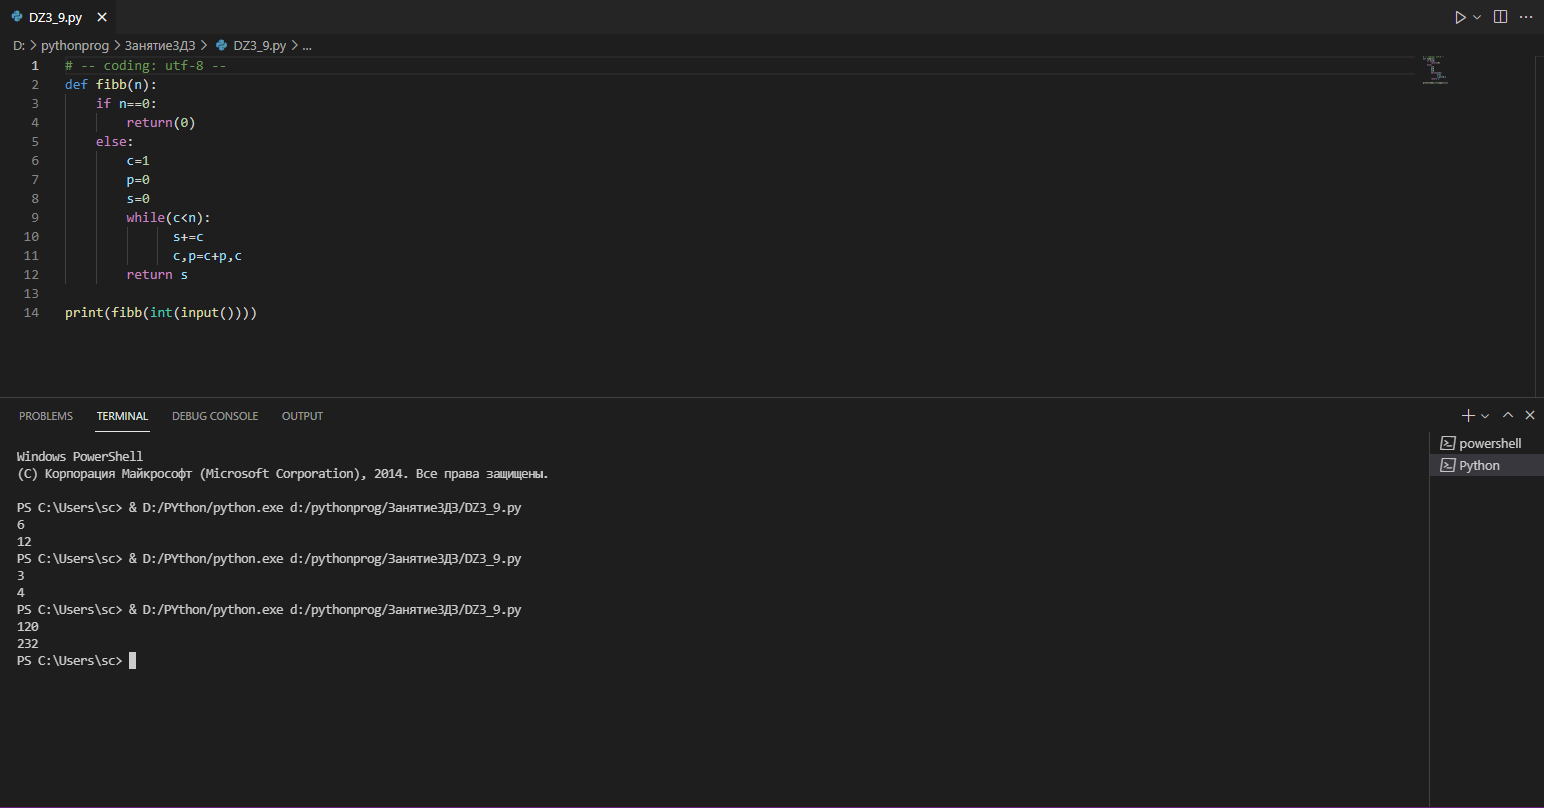 DZ3_9.py
D: > pythonprog > Занятие3ДЗ > DZ3_9.py > ...
1 # -- coding: utf-8 --
2 def fibb(n):
3 if n==0:
4 return(0)
5 else:
6 c=1
7 p=0
8 s=0
9 while(c<n):
10 s+=c
11 c,p=c+p,c
12 return s
13
14 print(fibb(int(input())))
PROBLEMS TERMINAL DEBUG CONSOLE OUTPUT
powershell
Python
Windows PowerShell
(C) Корпорация Майкрософт (Microsoft Corporation), 2014. Все права защищены.
PS C:\Users\sc> & D:/PYthon/python.exe d:/pythonprog/Занятие3ДЗ/DZ3_9.py
6
12
PS C:\Users\sc> & D:/PYthon/python.exe d:/pythonprog/Занятие3ДЗ/DZ3_9.py
3
4
PS C:\Users\sc> & D:/PYthon/python.exe d:/pythonprog/Занятие3ДЗ/DZ3_9.py
120
232
PS C:\Users\sc>